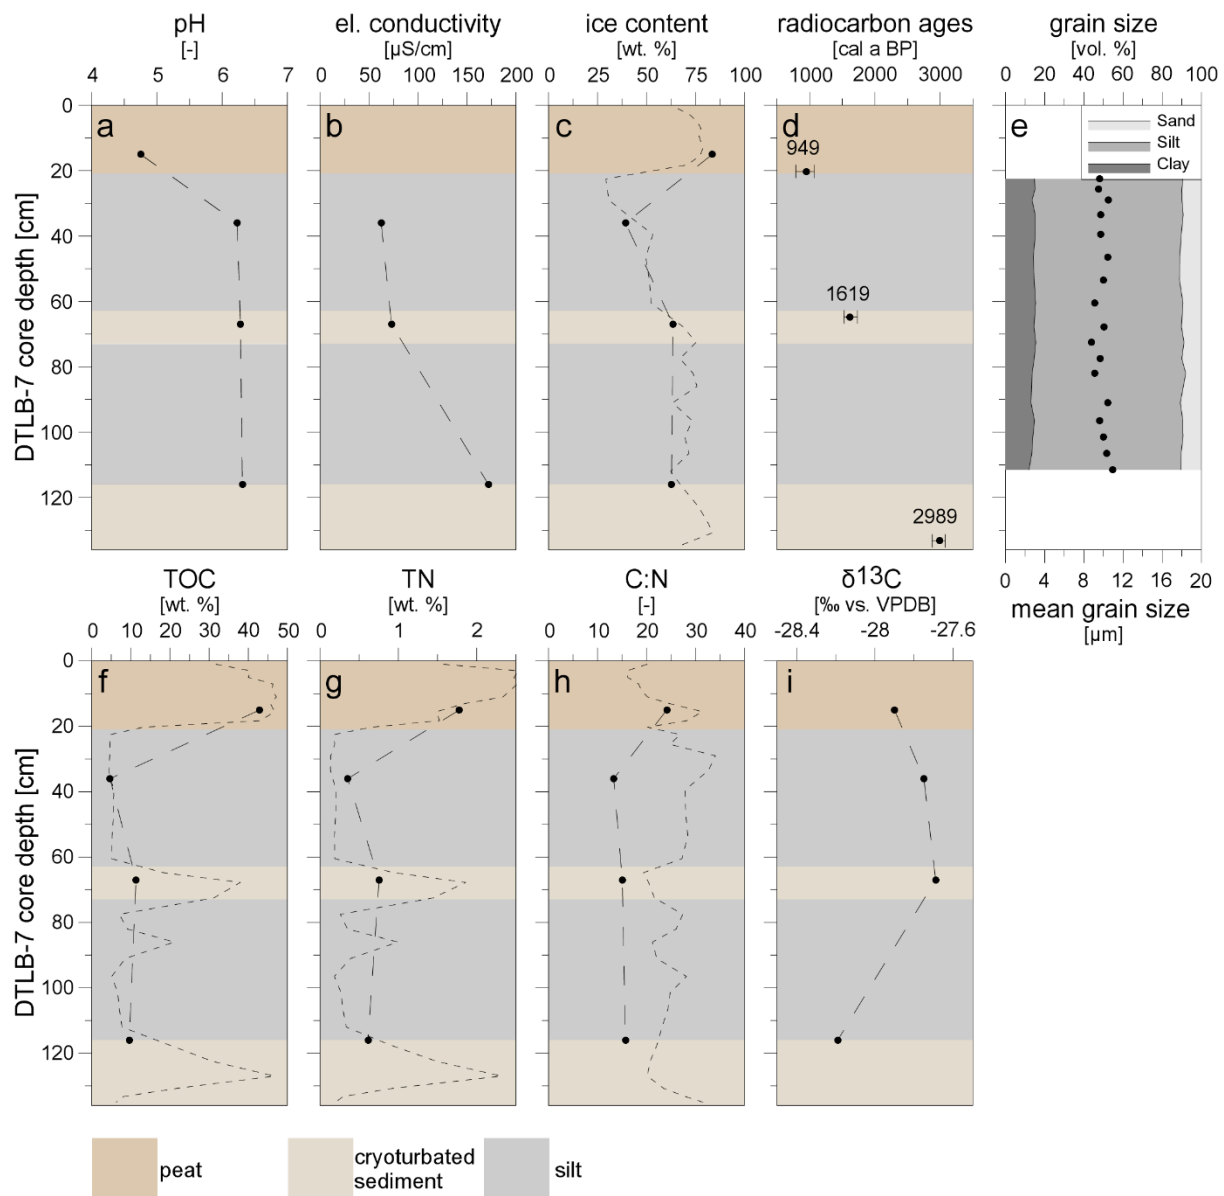 pH el. conductivity ice content radiocarbon ages grain size
[-] [µS/cm] [wt. %] [cal a BP] [vol. %]
4 5 6 7 0 50 100 150 200 25 50 75 100 1000 2000 3000 0 20 40 60 80 100
DTLB-7 core depth [cm]
0
20
40
60
80
100
120
a b c d e
Sand
Silt
Clay
949
1619
2989
0 4 8 12 16 20
mean grain size
[µm]
TOC TN C:N δ13C
[wt. %] [wt. %] [-] [‰ vs. VPDB]
0 10 20 30 40 50 0 1 2 0 10 20 30 40 -28.4 -28 -27.6
DTLB-7 core depth [cm]
0
20
40
60
80
100
120
f g h i
peat
cryoturbated
sediment
silt